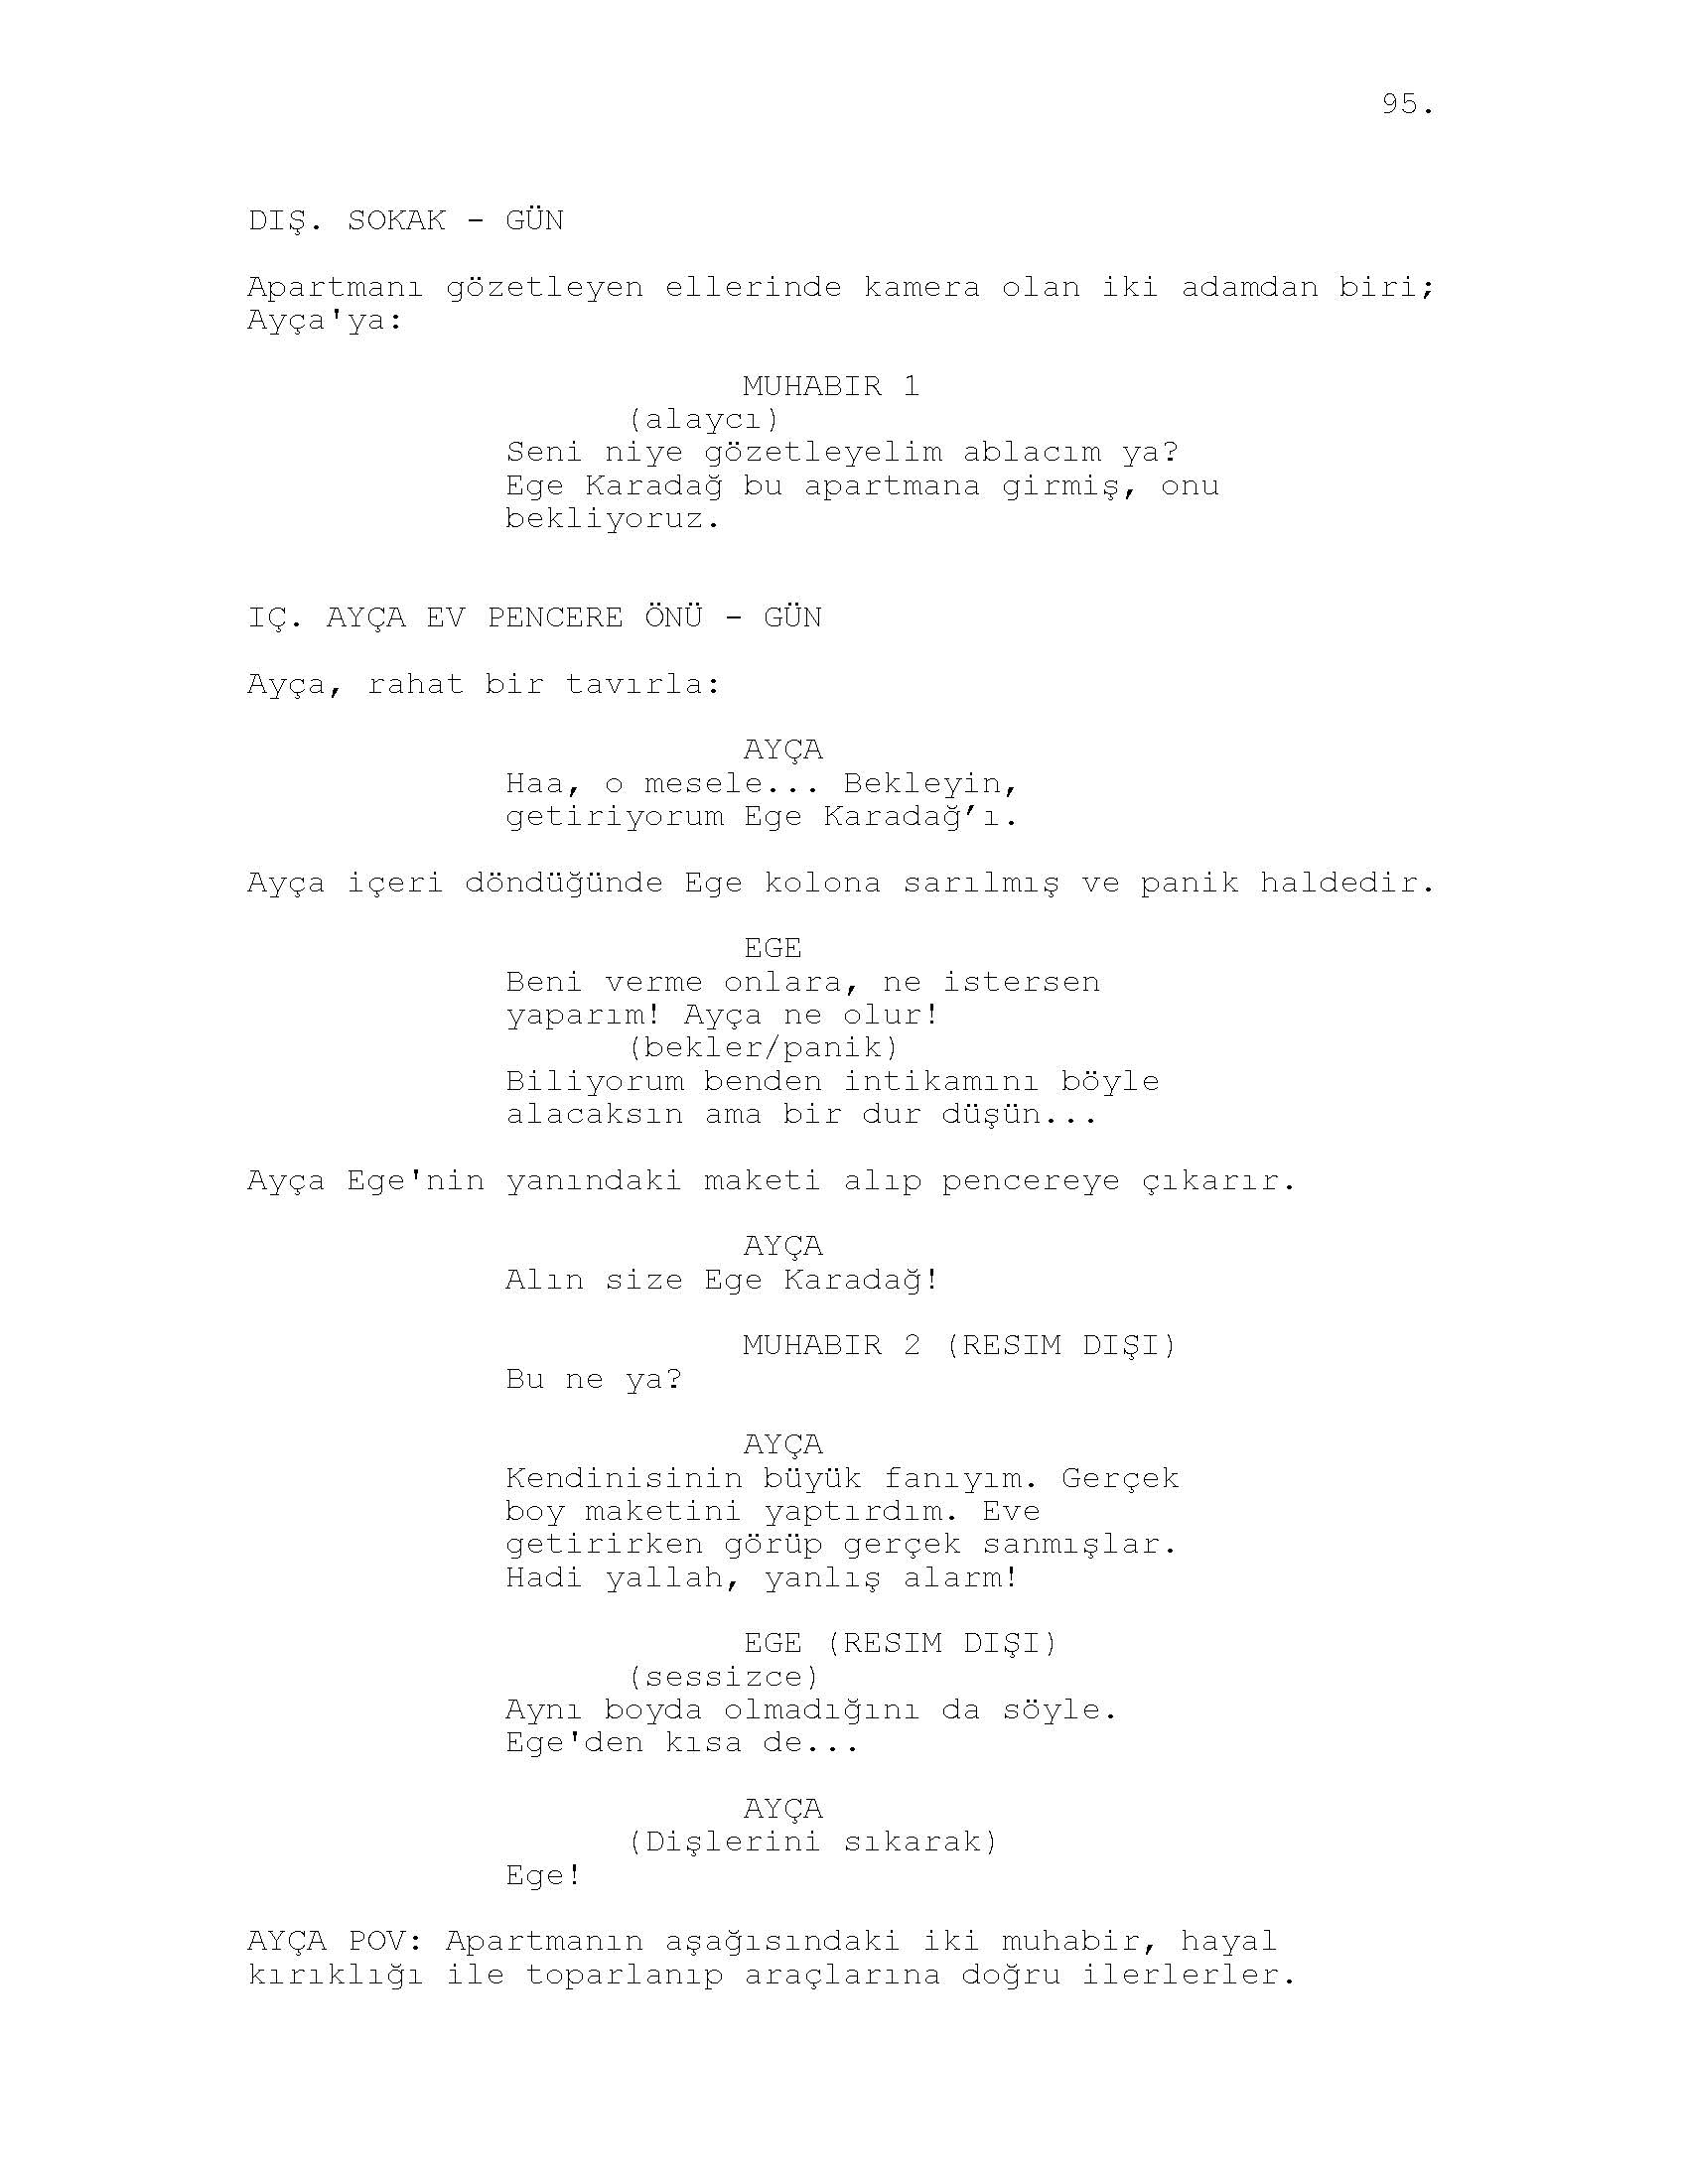 95.
DIŞ. SOKAK - GÜN
Apartmanı gözetleyen ellerinde kamera olan iki adamdan biri;
Ayça'ya:
MUHABIR 1
(alaycı)
Seni niye gözetleyelim ablacım ya?
Ege Karadağ bu apartmana girmiş, onu
bekliyoruz.
IÇ. AYÇA EV PENCERE ÖNÜ - GÜN
Ayça, rahat bir tavırla:
AYÇA
Haa, o mesele... Bekleyin,
getiriyorum Ege Karadağ’ı.
Ayça içeri döndüğünde Ege kolona sarılmış ve panik haldedir.
EGE
Beni verme onlara, ne istersen
yaparım! Ayça ne olur!
(bekler/panik)
Biliyorum benden intikamını böyle
alacaksın ama bir dur düşün...
Ayça Ege'nin yanındaki maketi alıp pencereye çıkarır.
AYÇA
Alın size Ege Karadağ!
MUHABIR 2 (RESIM DIŞI)
Bu ne ya?
AYÇA
Kendinisinin büyük fanıyım. Gerçek
boy maketini yaptırdım. Eve
getirirken görüp gerçek sanmışlar.
Hadi yallah, yanlış alarm!
EGE (RESIM DIŞI)
(sessizce)
Aynı boyda olmadığını da söyle.
Ege'den kısa de...
AYÇA
(Dişlerini sıkarak)
Ege!
AYÇA POV: Apartmanın aşağısındaki iki muhabir, hayal
kırıklığı ile toparlanıp araçlarına doğru ilerlerler.